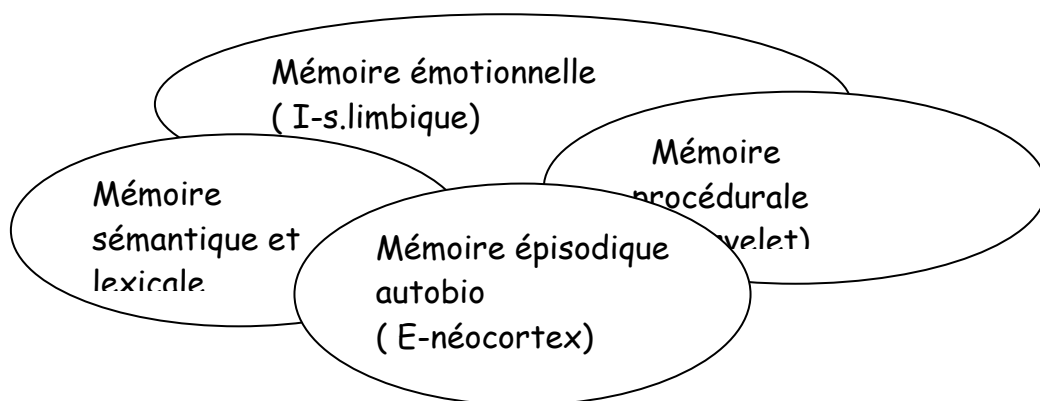 Mémoire émotionnelle
( I-s.limbique)
Mémoire
procédurale
Mémoire
sémantique et
lexicale
Mémoire épisodique
autobio
( E-néocortex)